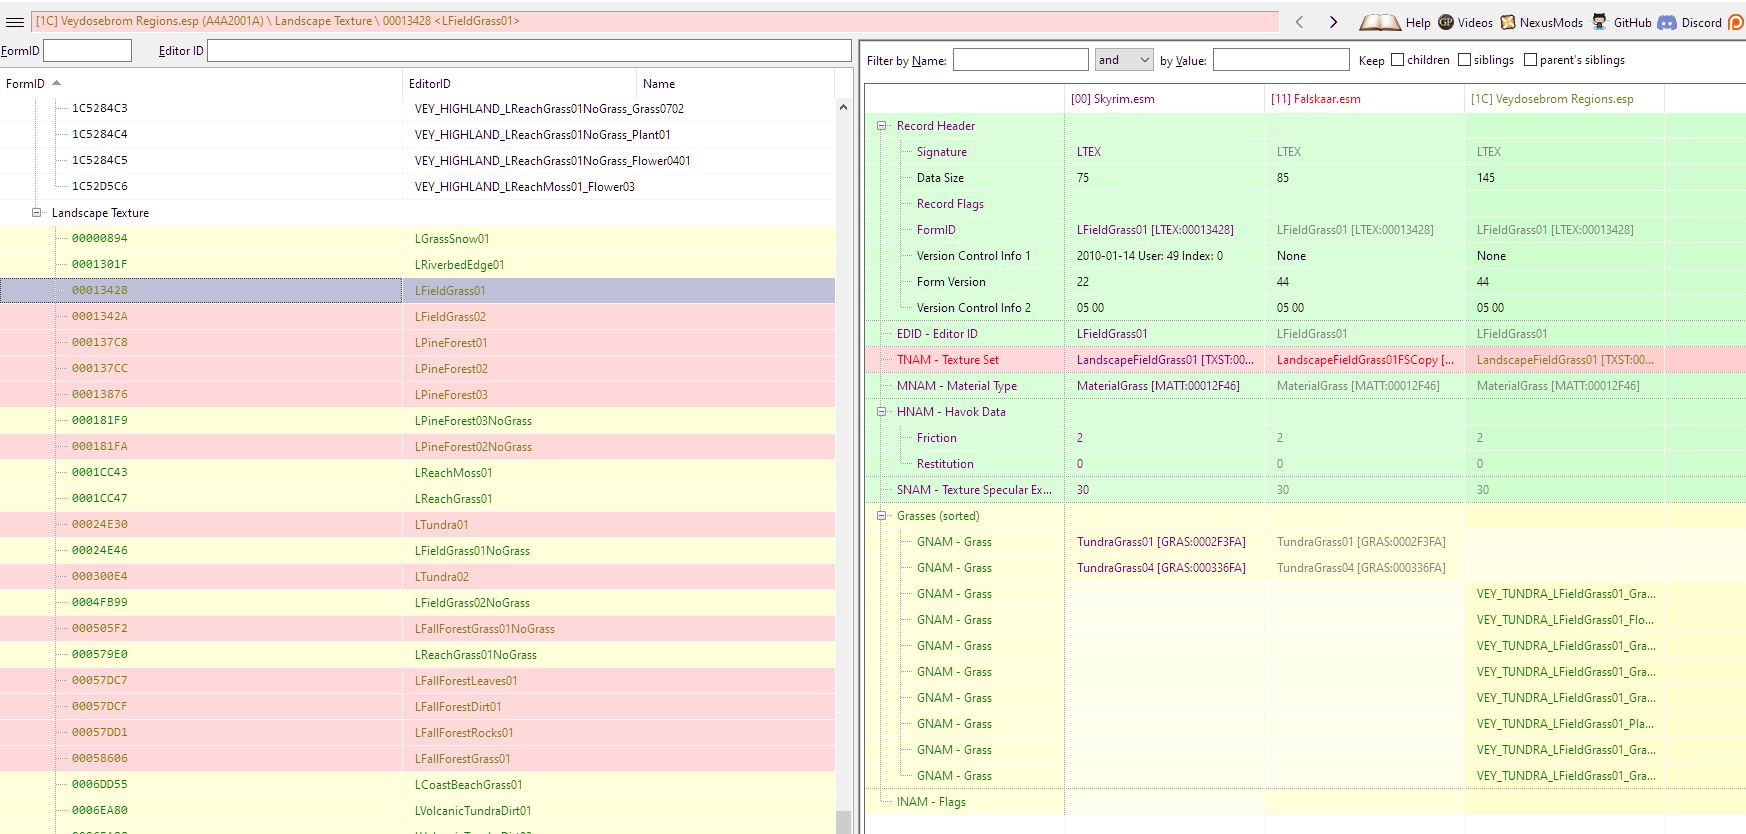 [1C] Veydosebrom Regions.esp (A4A2001A) \ Landscape Texture \ 00013428 <LFieldGrass01>
Help Videos NexusMods GitHub Discord
FormID Editor ID
FormID EditorID Name
1C5284C3 VEY_HIGHLAND_LReachGrass01NoGrass_Grass0702
1C5284C4 VEY_HIGHLAND_LReachGrass01NoGrass_Plant01
1C5284C5 VEY_HIGHLAND_LReachGrass01NoGrass_Flower0401
1C52D5C6 VEY_HIGHLAND_LReachMoss01_Flower03
Landscape Texture
00000894 LGrassSnow01
0001301F LRiverbedEdge01
00013428 LFieldGrass01
0001342A LFieldGrass02
000137C8 LPineForest01
000137CC LPineForest02
00013876 LPineForest03
000181F9 LPineForest03NoGrass
000181FA LPineForest02NoGrass
0001CC43 LReachMoss01
0001CC47 LReachGrass01
00024E30 LTundra01
00024E46 LFieldGrass01NoGrass
000300E4 LTundra02
0004FB99 LFieldGrass02NoGrass
000505F2 LFallForestGrass01NoGrass
000579E0 LReachGrass01NoGrass
00057DC7 LFallForestLeaves01
00057DCF LFallForestDirt01
00057DD1 LFallForestRocks01
00058606 LFallForestGrass01
0006DD55 LCoastBeachGrass01
0006EA80 LVolcanicTundraDirt01
Filter by Name: and by Value: Keep children siblings parent's siblings
[00] Skyrim.esm [11] Falskaar.esm [1C] Veydosebrom Regions.esp
Record Header
Signature LTEX LTEX LTEX
Data Size 75 85 145
Record Flags
FormID LFieldGrass01 [LTEX:00013428] LFieldGrass01 [LTEX:00013428] LFieldGrass01 [LTEX:00013428]
Version Control Info 1 2010-01-14 User: 49 Index: 0 None None
Form Version 22 44 44
Version Control Info 2 05 00 05 00 05 00
EDID - Editor ID LFieldGrass01 LFieldGrass01 LFieldGrass01
TNAM - Texture Set LandscapeFieldGrass01 [TXST:00... LandscapeFieldGrass01FSCopy [... LandscapeFieldGrass01 [TXST:00...
MNAM - Material Type MaterialGrass [MATT:00012F46] MaterialGrass [MATT:00012F46] MaterialGrass [MATT:00012F46]
HNAM - Havok Data
Friction 2 2 2
Restitution 0 0 0
SNAM - Texture Specular Ex... 30 30 30
Grasses (sorted)
GNAM - Grass TundraGrass01 [GRAS:0002F3FA] TundraGrass01 [GRAS:0002F3FA]
GNAM - Grass TundraGrass04 [GRAS:000336FA] TundraGrass04 [GRAS:000336FA]
GNAM - Grass VEY_TUNDRA_LFieldGrass01_Gra...
GNAM - Grass VEY_TUNDRA_LFieldGrass01_Flo...
GNAM - Grass VEY_TUNDRA_LFieldGrass01_Gra...
GNAM - Grass VEY_TUNDRA_LFieldGrass01_Gra...
GNAM - Grass VEY_TUNDRA_LFieldGrass01_Gra...
GNAM - Grass VEY_TUNDRA_LFieldGrass01_Pla...
GNAM - Grass VEY_TUNDRA_LFieldGrass01_Gra...
GNAM - Grass VEY_TUNDRA_LFieldGrass01_Gra...
INAM - Flags